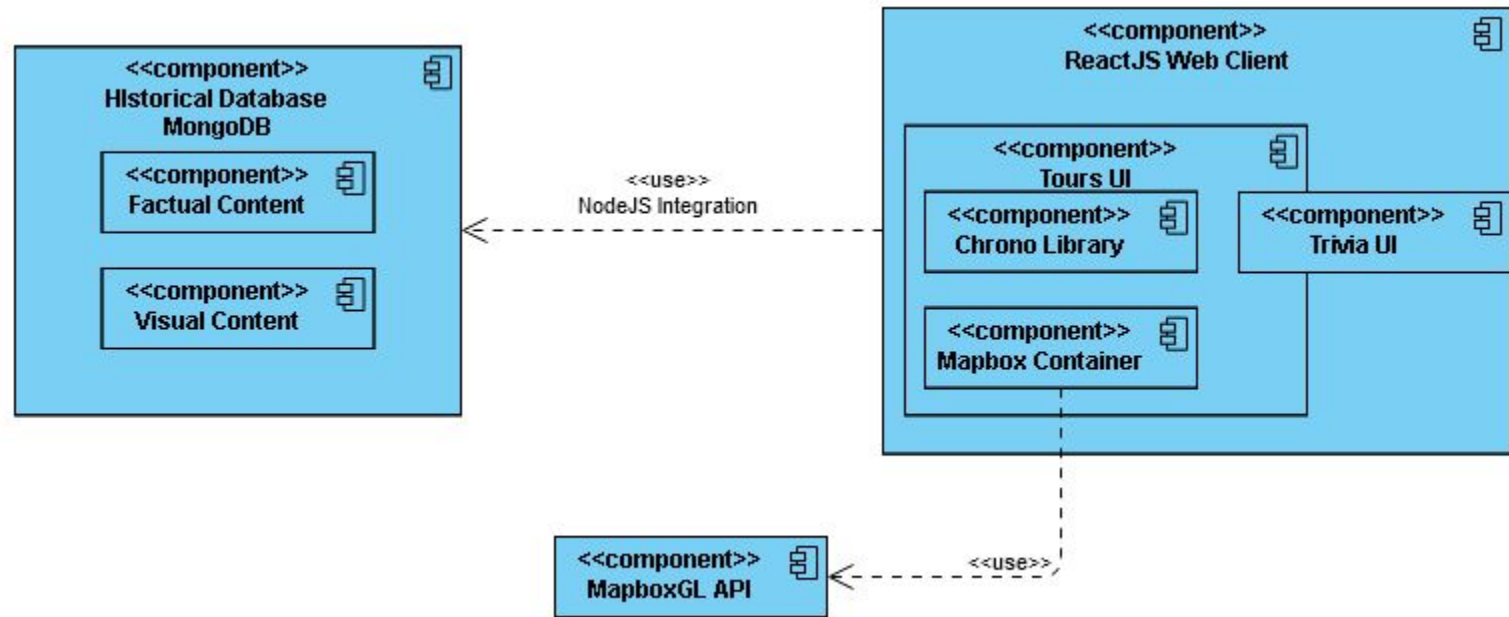 <<component>>
HIstorical Database
MongoDB
<<component>>
Factual Content
<<component>>
Visual Content
<<use>>
NodeJS Integration
<<component>>
ReactJS Web Client
<<component>>
Tours UI
<<component>>
Chrono Library
<<component>>
Trivia UI
<<component>>
Mapbox Container
<<component>>
MapboxGL API
<<use>>